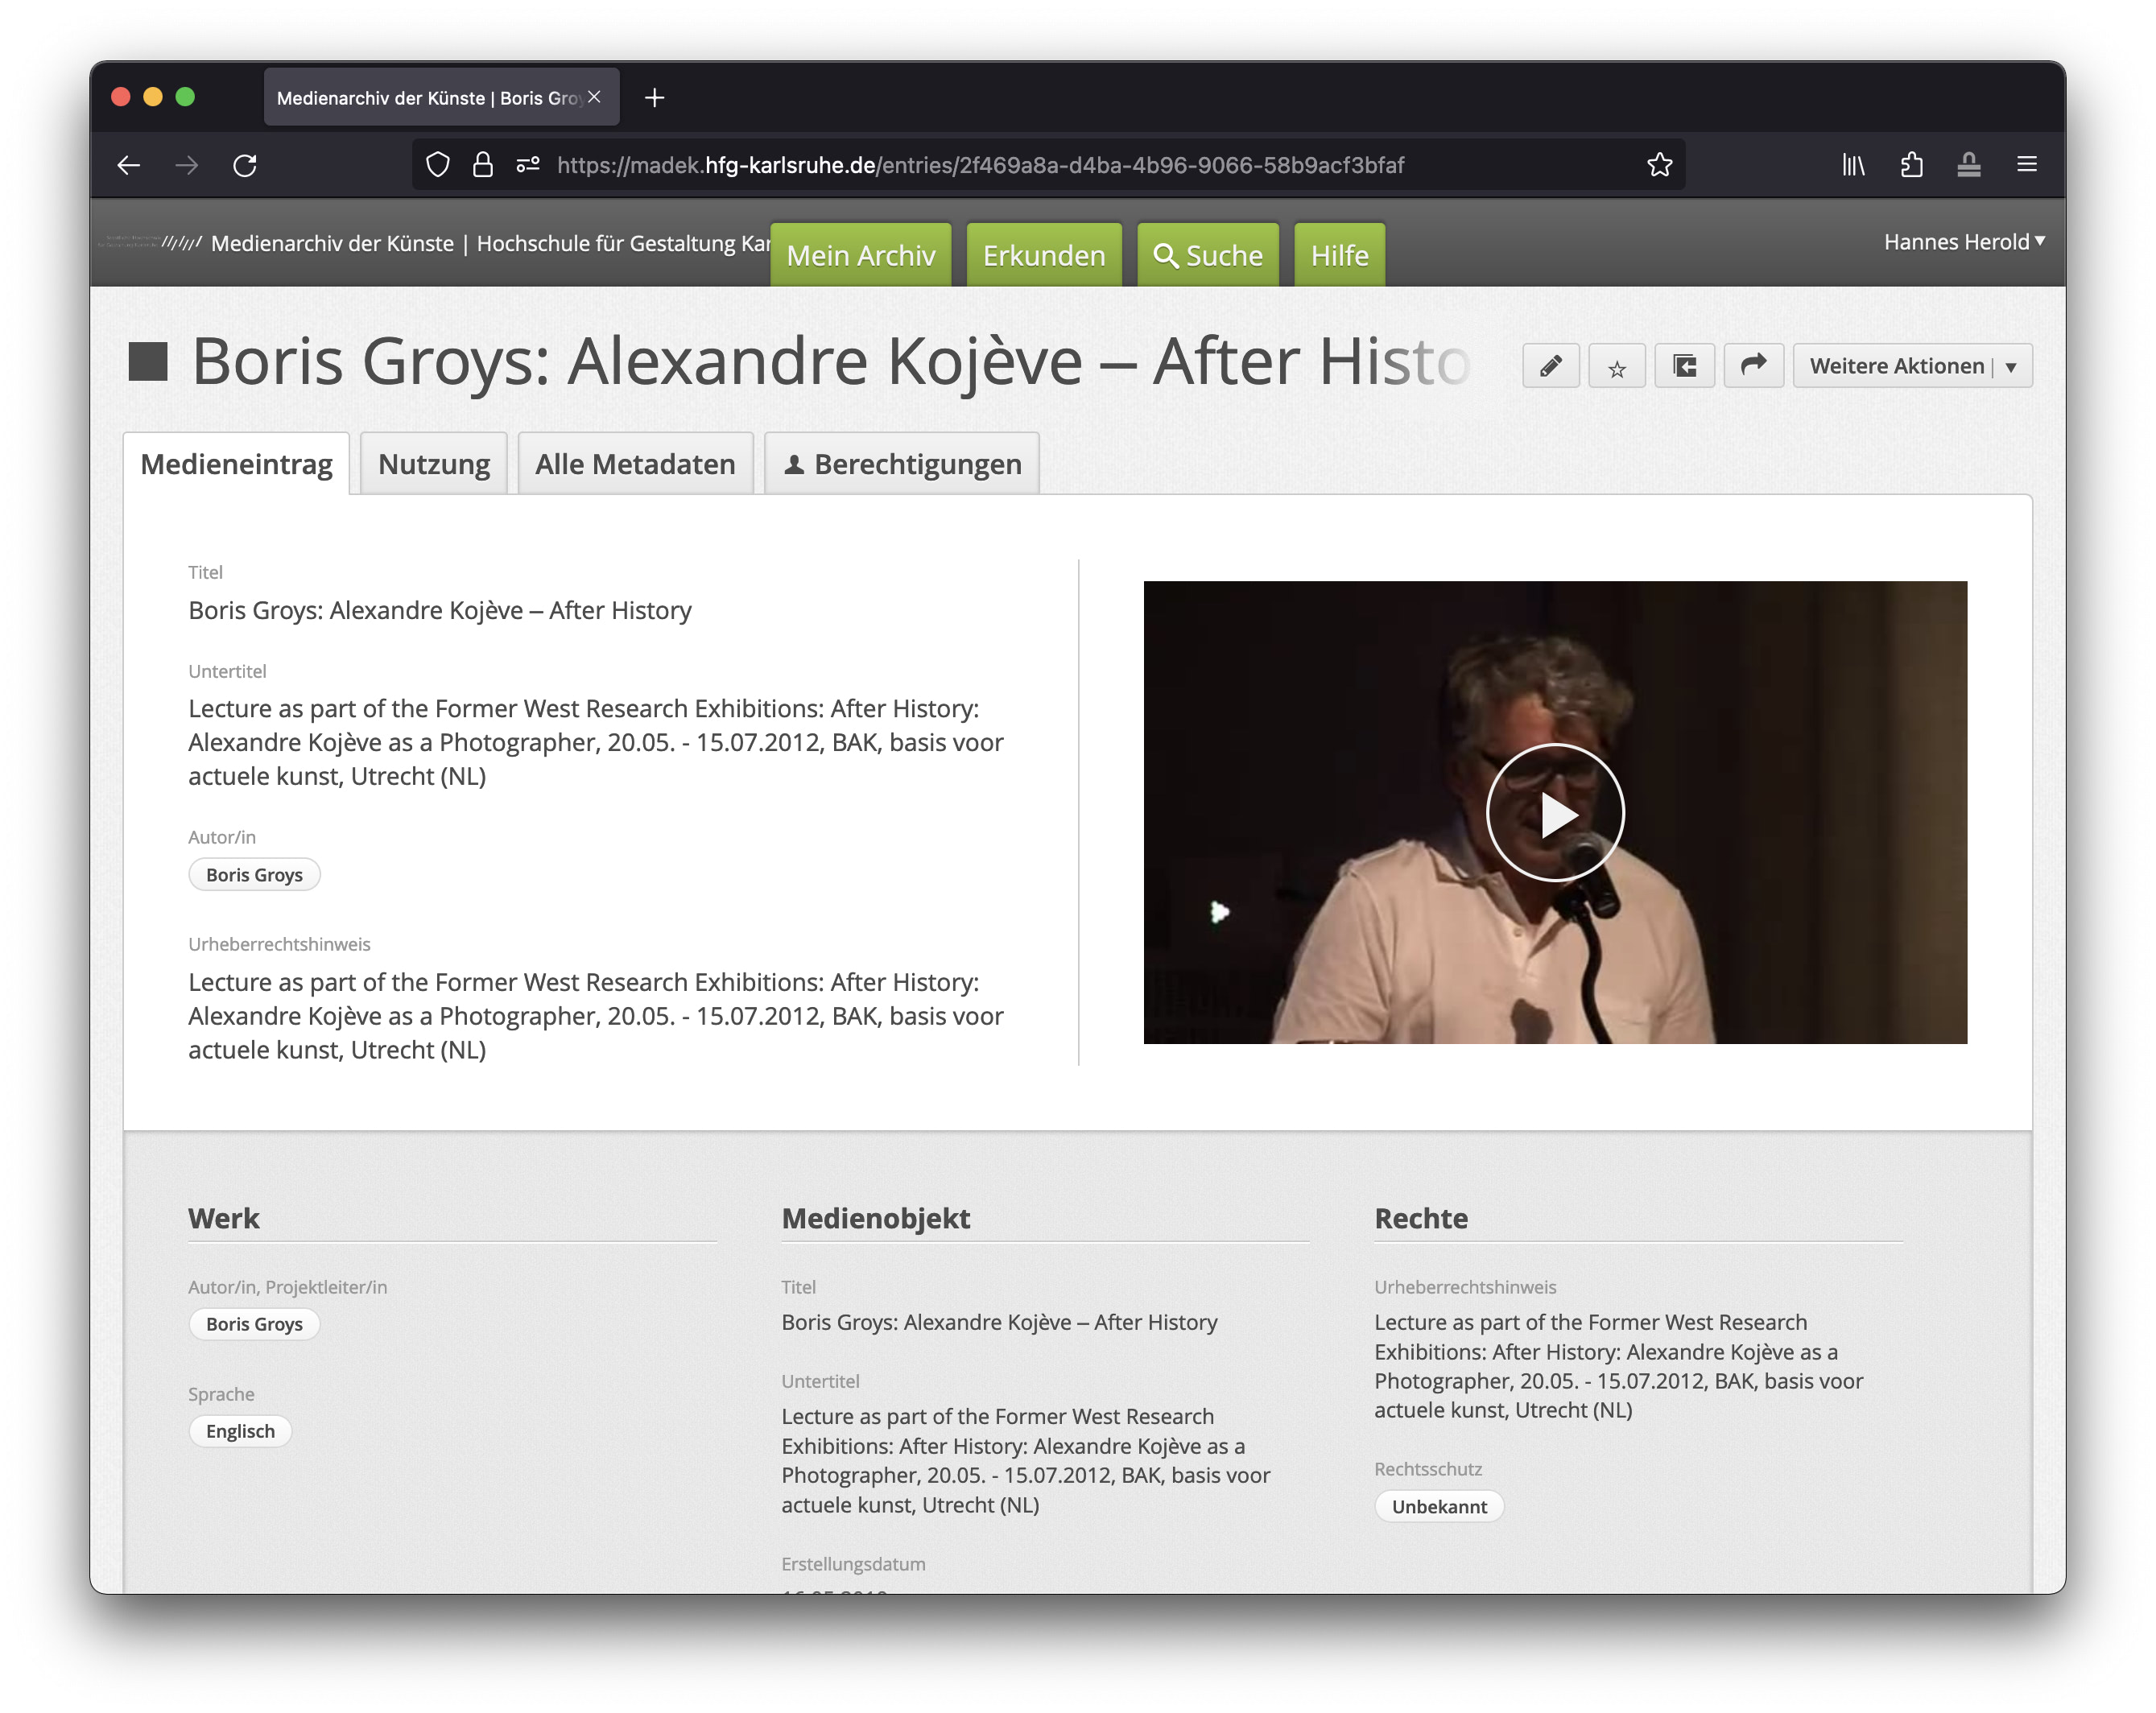 Medienarchiv der Künste | Boris Gro
https://madek.hfg-karlsruhe.de/entries/2f469a8a-d4ba-4b96-9066-58b9acf3bfaf
Medienarchiv der Künste | Hochschule für Gestaltung Kar
Mein Archiv
Erkunden
Suche
Hilfe
Hannes Herold
Boris Groys: Alexandre Kojève – After Histo
Weitere Aktionen
Medieneintrag
Nutzung
Alle Metadaten
Berechtigungen
Titel
Boris Groys: Alexandre Kojève – After History
Untertitel
Lecture as part of the Former West Research Exhibitions: After History:
Alexandre Kojève as a Photographer, 20.05. - 15.07.2012, BAK, basis voor
actuele kunst, Utrecht (NL)
Autor/in
Boris Groys
Urheberrechtshinweis
Lecture as part of the Former West Research Exhibitions: After History:
Alexandre Kojève as a Photographer, 20.05. - 15.07.2012, BAK, basis voor
actuele kunst, Utrecht (NL)
Werk
Autor/in, Projektleiter/in
Boris Groys
Sprache
Englisch
Medienobjekt
Titel
Boris Groys: Alexandre Kojève – After History
Untertitel
Lecture as part of the Former West Research
Exhibitions: After History: Alexandre Kojève as a
Photographer, 20.05. - 15.07.2012, BAK, basis voor
actuele kunst, Utrecht (NL)
Erstellungsdatum
Rechte
Urheberrechtshinweis
Lecture as part of the Former West Research
Exhibitions: After History: Alexandre Kojève as a
Photographer, 20.05. - 15.07.2012, BAK, basis voor
actuele kunst, Utrecht (NL)
Rechtsschutz
Unbekannt